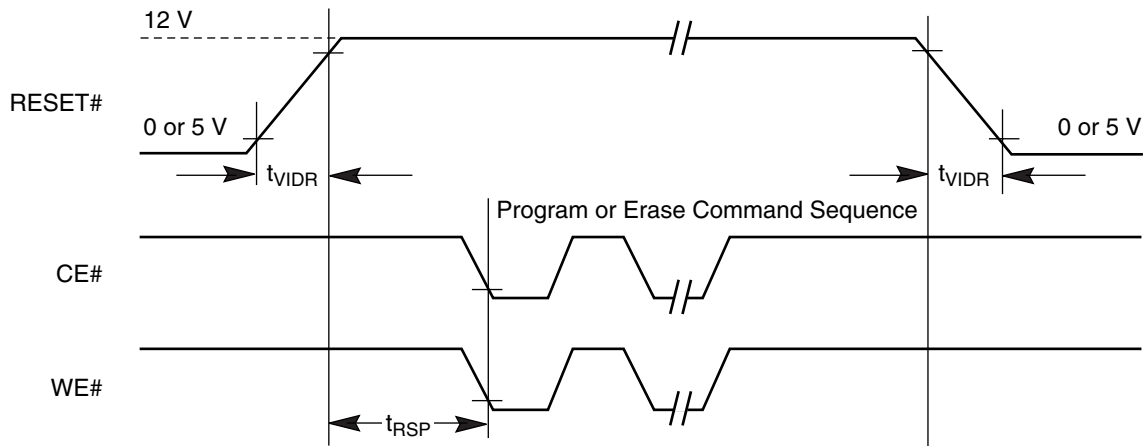 12 V
RESET#
0 or 5 V
0 or 5 V
tVIDR
tVIDR
Program or Erase Command Sequence
CE#
WE#
tRSP